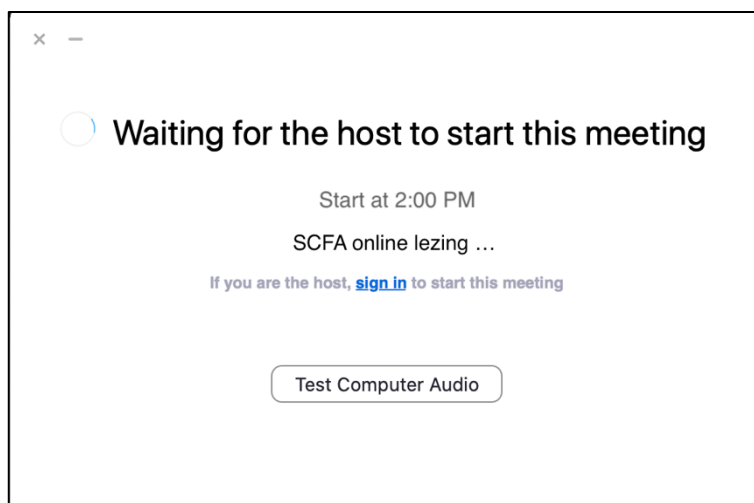 Waiting for the host to start this meeting
Start at 2:00 PM
SCFA online lezing ...
If you are the host, sign in to start this meeting
Test Computer Audio